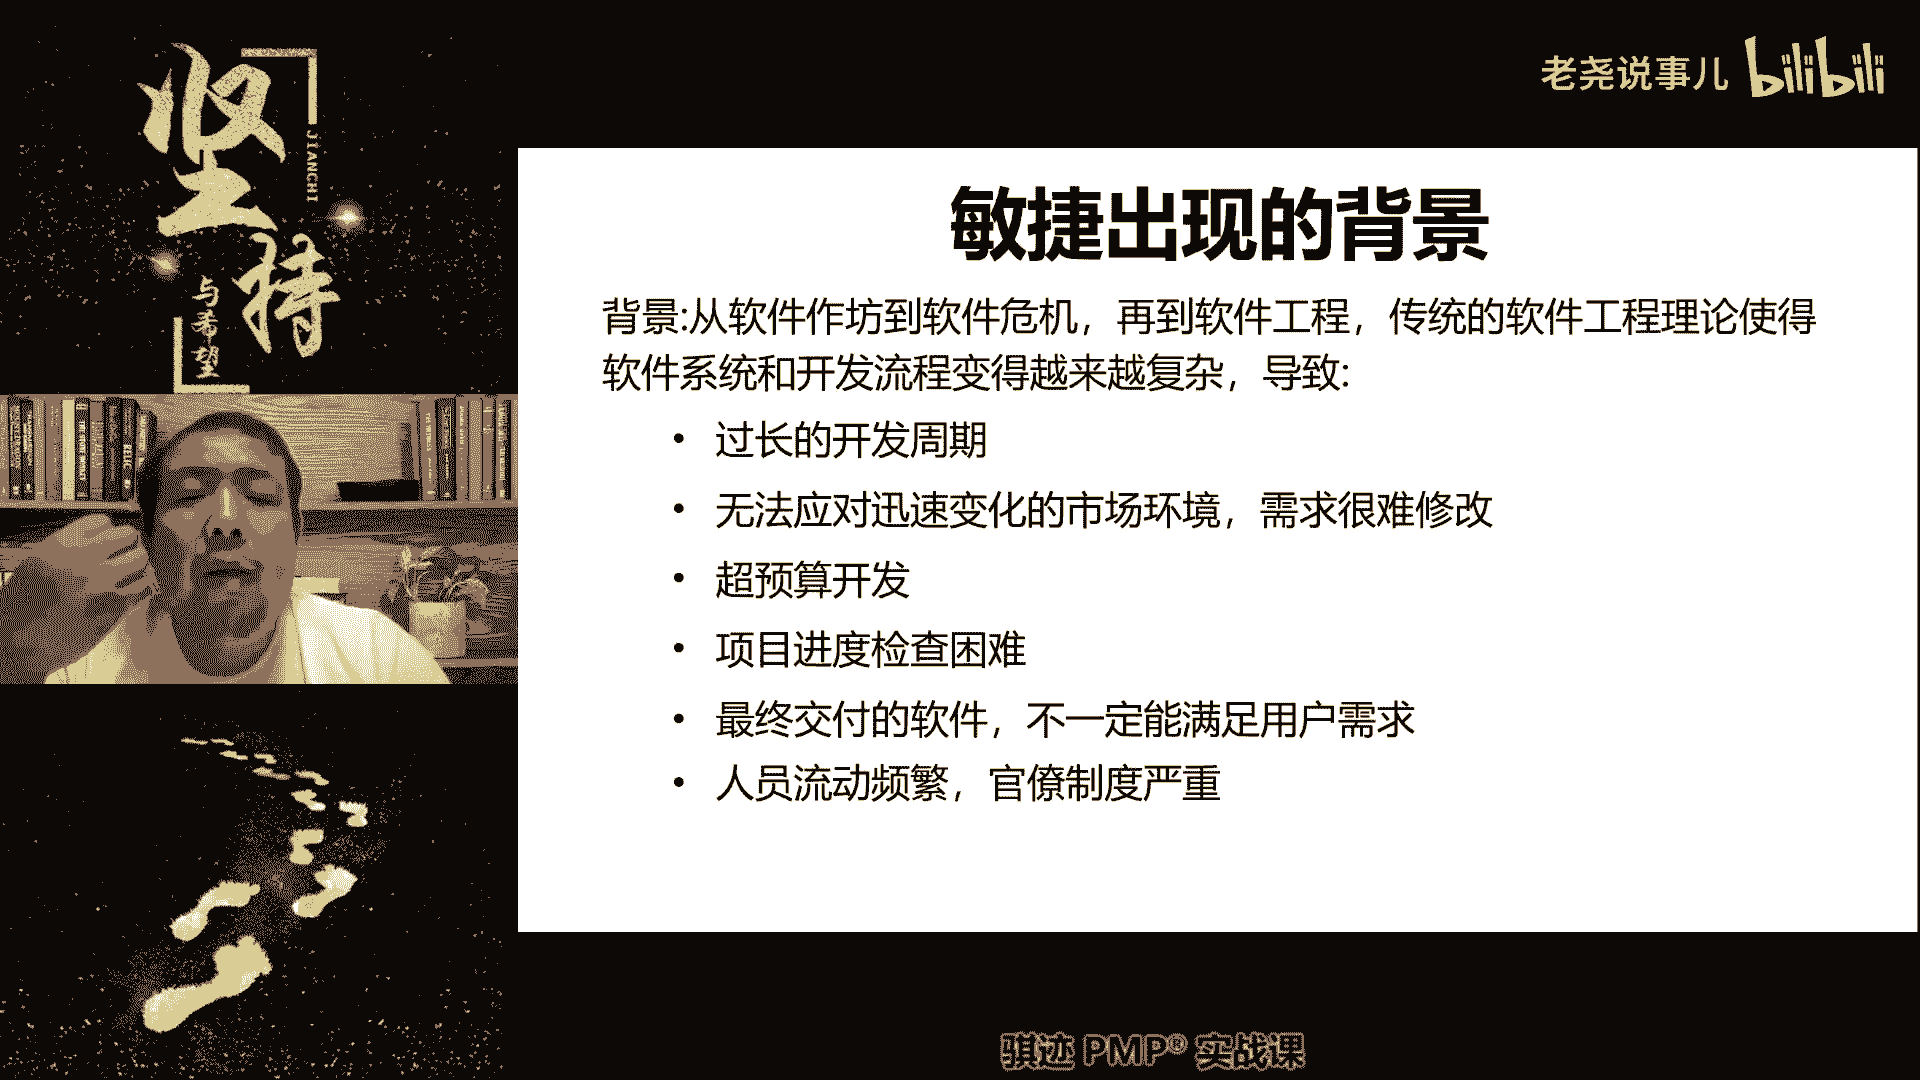 坚持
JIANCHI
与希望
老尧说事儿 bilibili
敏捷出现的背景
背景:从软件作坊到软件危机，再到软件工程，传统的软件工程理论使得
软件系统和开发流程变得越来越复杂，导致:
• 过长的开发周期
• 无法应对迅速变化的市场环境，需求很难修改
• 超预算开发
• 项目进度检查困难
• 最终交付的软件，不一定能满足用户需求
• 人员流动频繁，官僚制度严重
骐迹 PMP® 实战课